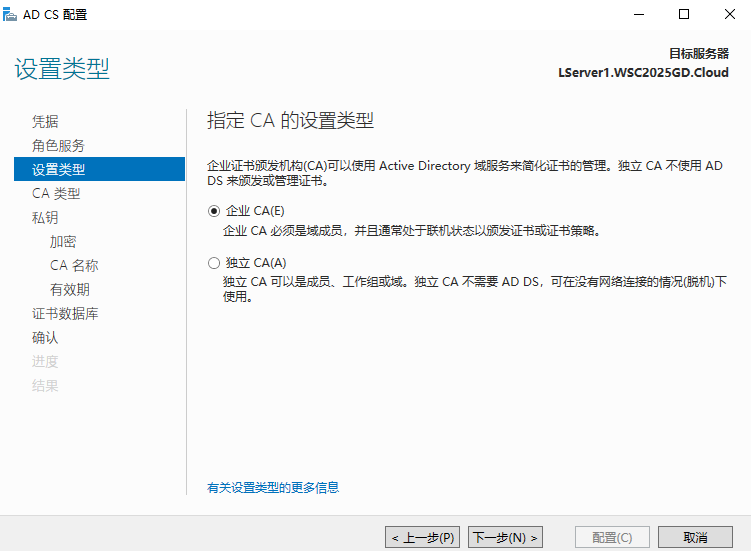 AD CS 配置
设置类型
目标服务器
LServer1.WSC2025GD.Cloud
凭据
角色服务
设置类型
CA 类型
私钥
加密
CA 名称
有效期
证书数据库
确认
进度
结果
指定 CA 的设置类型
企业证书颁发机构(CA)可以使用 Active Directory 域服务来简化证书的管理。独立 CA 不使用 AD
DS 来颁发或管理证书。
企业 CA(E)
企业 CA 必须是域成员，并且通常处于联机状态以颁发证书或证书策略。
独立 CA(A)
独立 CA 可以是成员、工作组或域。独立 CA 不需要 AD DS，可在没有网络连接的情况(脱机)下
使用。
有关设置类型的更多信息
< 上一步(P)
下一步(N) >
配置(C)
取消